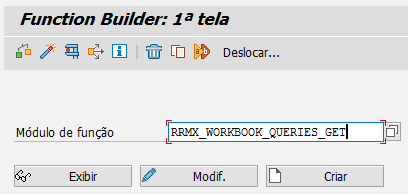 Function Builder: 1ª tela
Deslocar...
Módulo de função RRMX_WORKBOOK_QUERIES_GET
Exibir Modif. Criar